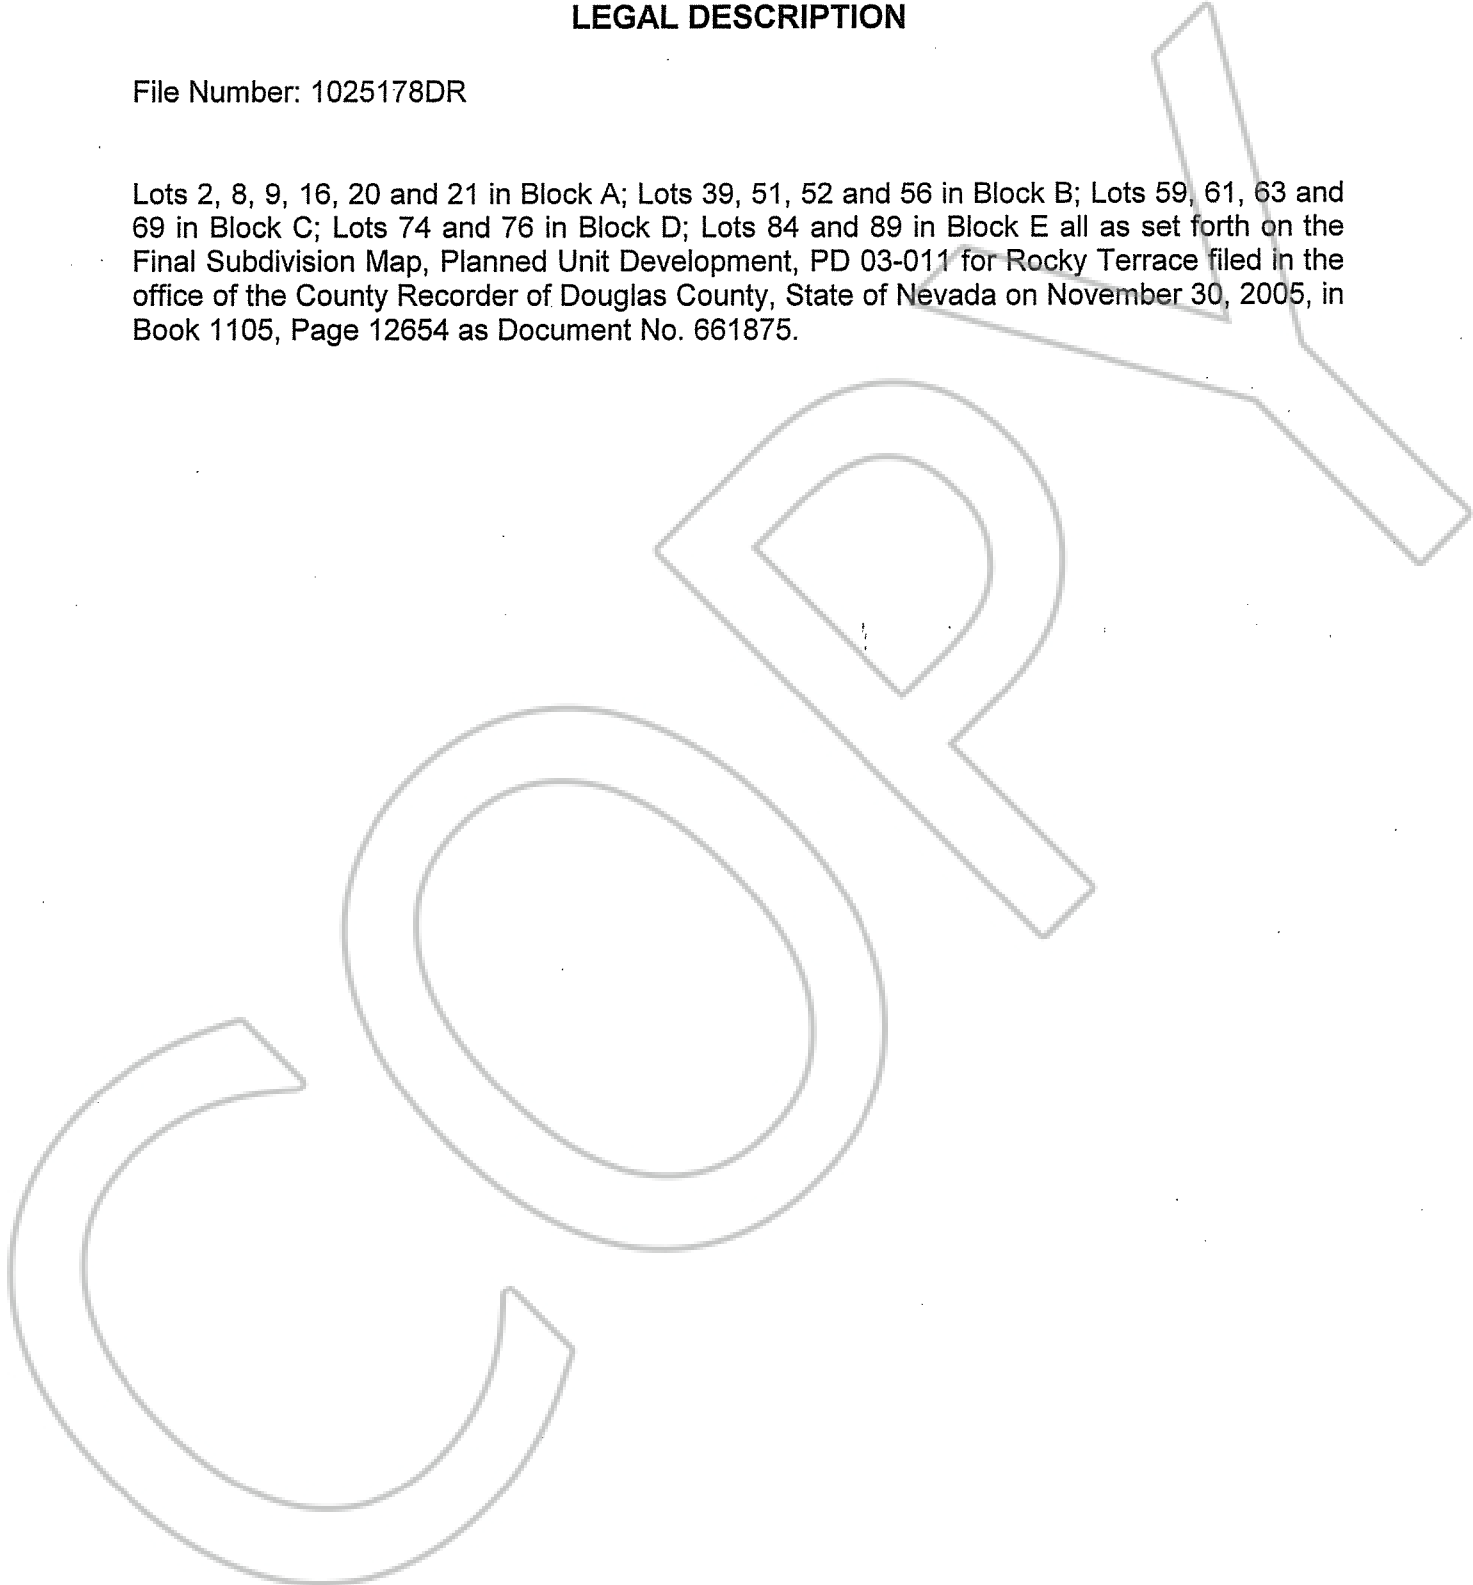 LEGAL DESCRIPTION
File Number: 1025178DR
Lots 2, 8, 9, 16, 20 and 21 in Block A; Lots 39, 51, 52 and 56 in Block B; Lots 59, 61, 63 and
69 in Block C; Lots 74 and 76 in Block D; Lots 84 and 89 in Block E all as set forth on the
Final Subdivision Map, Planned Unit Development, PD 03-011 for Rocky Terrace filed in the
office of the County Recorder of Douglas County, State of Nevada on November 30, 2005, in
Book 1105, Page 12654 as Document No. 661875.
COPY